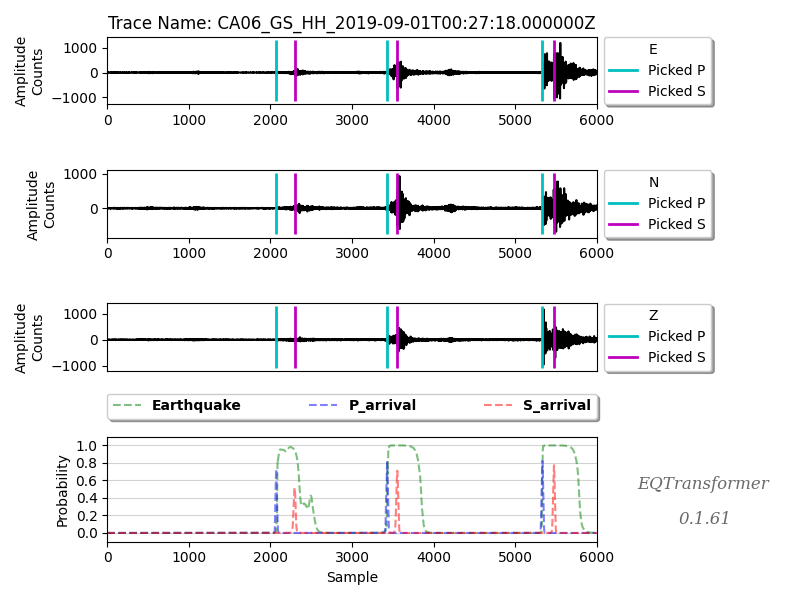 Trace Name: CA06_GS_HH_2019-09-01T00:27:18.000000Z
Amplitude
Counts
1000
0
−1000
0 1000 2000 3000 4000 5000 6000
E
Picked P
Picked S
Amplitude
Counts
1000
0
0 1000 2000 3000 4000 5000 6000
N
Picked P
Picked S
Amplitude
Counts
1000
0
−1000
0 1000 2000 3000 4000 5000 6000
Z
Picked P
Picked S
Earthquake P_arrival S_arrival
Probability
1.0
0.8
0.6
0.4
0.2
0.0
0 1000 2000 3000 4000 5000 6000
Sample
EQTransformer
0.1.61